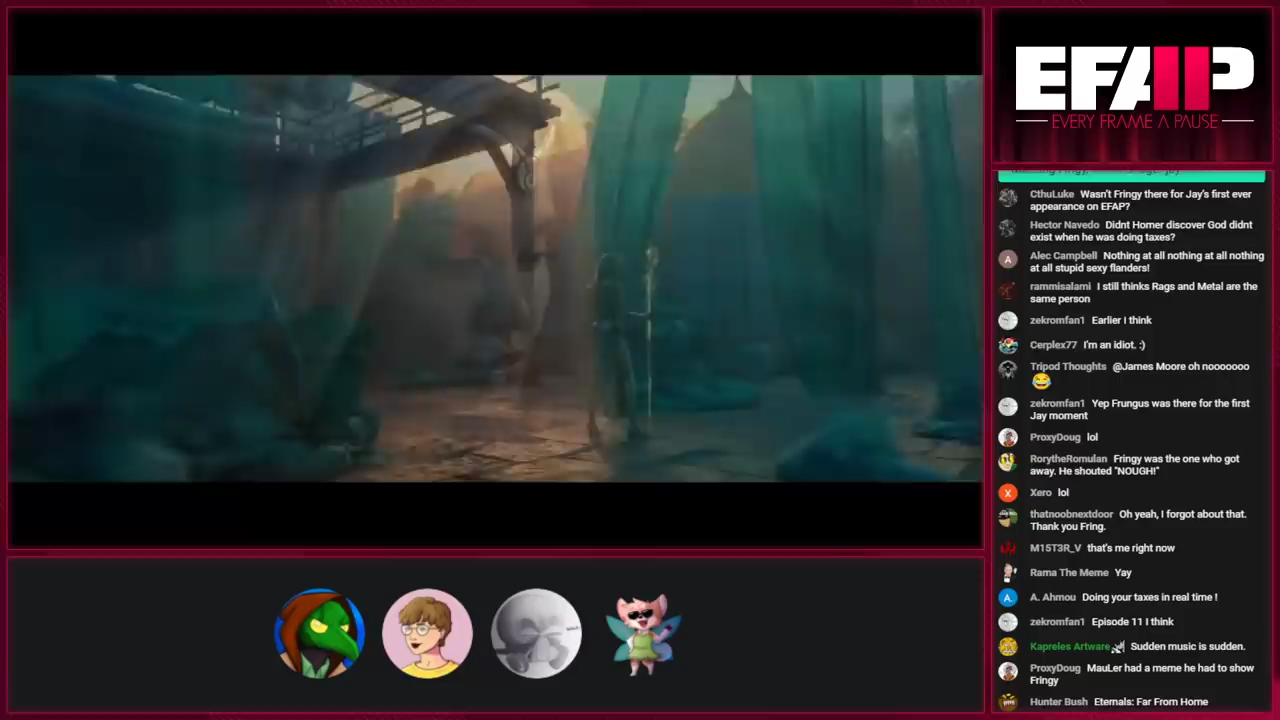 EFAP
EVERY FRAME A PAUSE
CthuLuke Wasn't Fringy there for Jay's first ever
appearance on EFAP?
Hector Navedo Didnt Homer discover God didnt
exist when he was doing taxes?
A
Alec Campbell Nothing at all nothing at all nothing
at all stupid sexy flanders!
rammisalami I still thinks Rags and Metal are the
same person
zekromfan1 Earlier I think
Cerplex77 I'm an idiot. :)
Tripod Thoughts @James Moore oh nooooooo
😂
zekromfan1 Yep Frungus was there for the first
Jay moment
ProxyDoug lol
RorytheRomulan Fringy was the one who got
away. He shouted "NOUGH!"
X
Xero lol
thatnoobnextdoor Oh yeah, I forgot about that.
Thank you Fring.
M15T3R_V that's me right now
Rama The Meme Yay
A.
A. Ahmou Doing your taxes in real time !
zekromfan1 Episode 11 I think
Kapreles Artware Sudden music is sudden.
ProxyDoug MauLer had a meme he had to show
Fringy
Hunter Bush Eternals: Far From Home